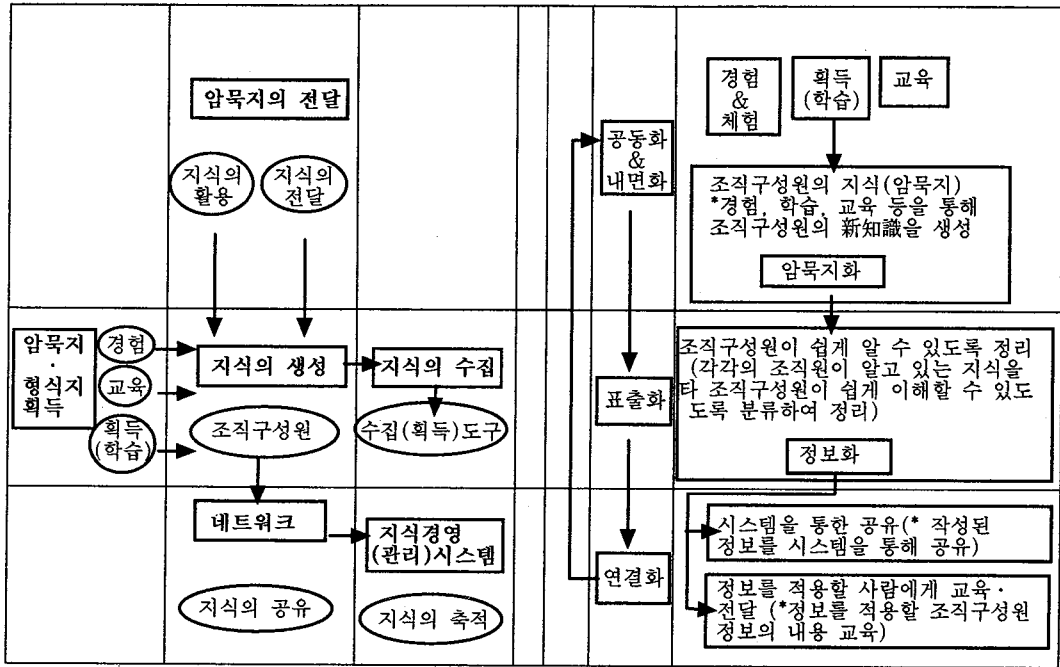 암묵지의 전달
지식의
활용
지식의
전달
암묵지
·
형식지
획득
경험
교육
획득
(학습)
지식의 생성
지식의 수집
조직구성원
수집(획득)도구
네트워크
지식경영
(관리)시스템
지식의 공유
지식의 축적
공동화
&
내면화
표출화
연결화
경험
&
체험
획득
(학습)
교육
조직구성원의 지식(암묵지)
*경험, 학습, 교육 등을 통해
조직구성원의 新知識을 생성
암묵지화
조직구성원이 쉽게 알 수 있도록 정리
(각각의 조직원이 알고 있는 지식을
타 조직구성원이 쉽게 이해할 수 있도
도록 분류하여 정리)
정보화
시스템을 통한 공유(* 작성된
정보를 시스템을 통해 공유)
정보를 적용할 사람에게 교육·
전달 (*정보를 적용할 조직구성원
정보의 내용 교육)